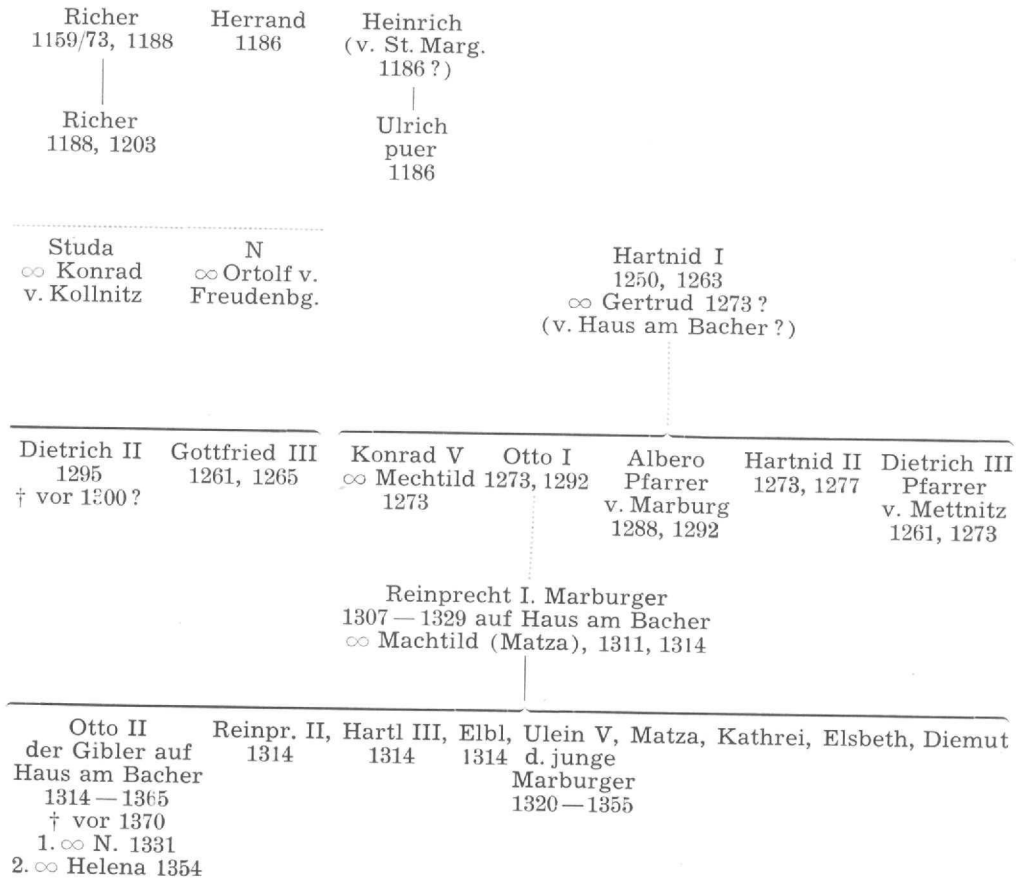 Richer
1159/73, 1188
Herrand
1186
Heinrich
(v. St. Marg.
1186?)
Richer
1188, 1203
Ulrich
puer
1186
Studa
∞ Konrad
v. Kollnitz
N
∞ Ortolf v.
Freudenbg.
Hartnid I
1250, 1263
∞ Gertrud 1273?
(v. Haus am Bacher?)
Dietrich II
1295
† vor 1300?
Gottfried III
1261, 1265
Konrad V
∞ Mechtild
1273
Otto I
1273, 1292
Albero
Pfarrer
v. Marburg
1288, 1292
Hartnid II
1273, 1277
Dietrich III
Pfarrer
v. Mettnitz
1261, 1273
Reinprecht I. Marburger
1307—1329 auf Haus am Bacher
∞ Machtild (Matza), 1311, 1314
Otto II
der Gibler auf
Haus am Bacher
1314—1365
† vor 1370
1. ∞ N. 1331
2. ∞ Helena 1354
Reinpr. II, Hartl III, Elbl, Ulein V, Matza, Kathrei, Elsbeth, Diemut
1314 1314 1314 d. junge
Marburger
1320—1355